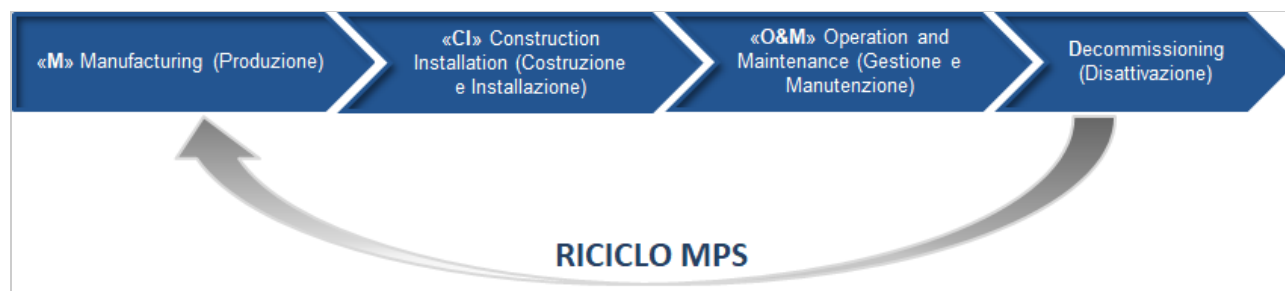 «M» Manufacturing (Produzione)
«CI» Construction
Installation (Costruzione
e Installazione)
«O&M» Operation and
Maintenance (Gestione e
Manutenzione)
Decommissioning
(Disattivazione)
RICICLO MPS